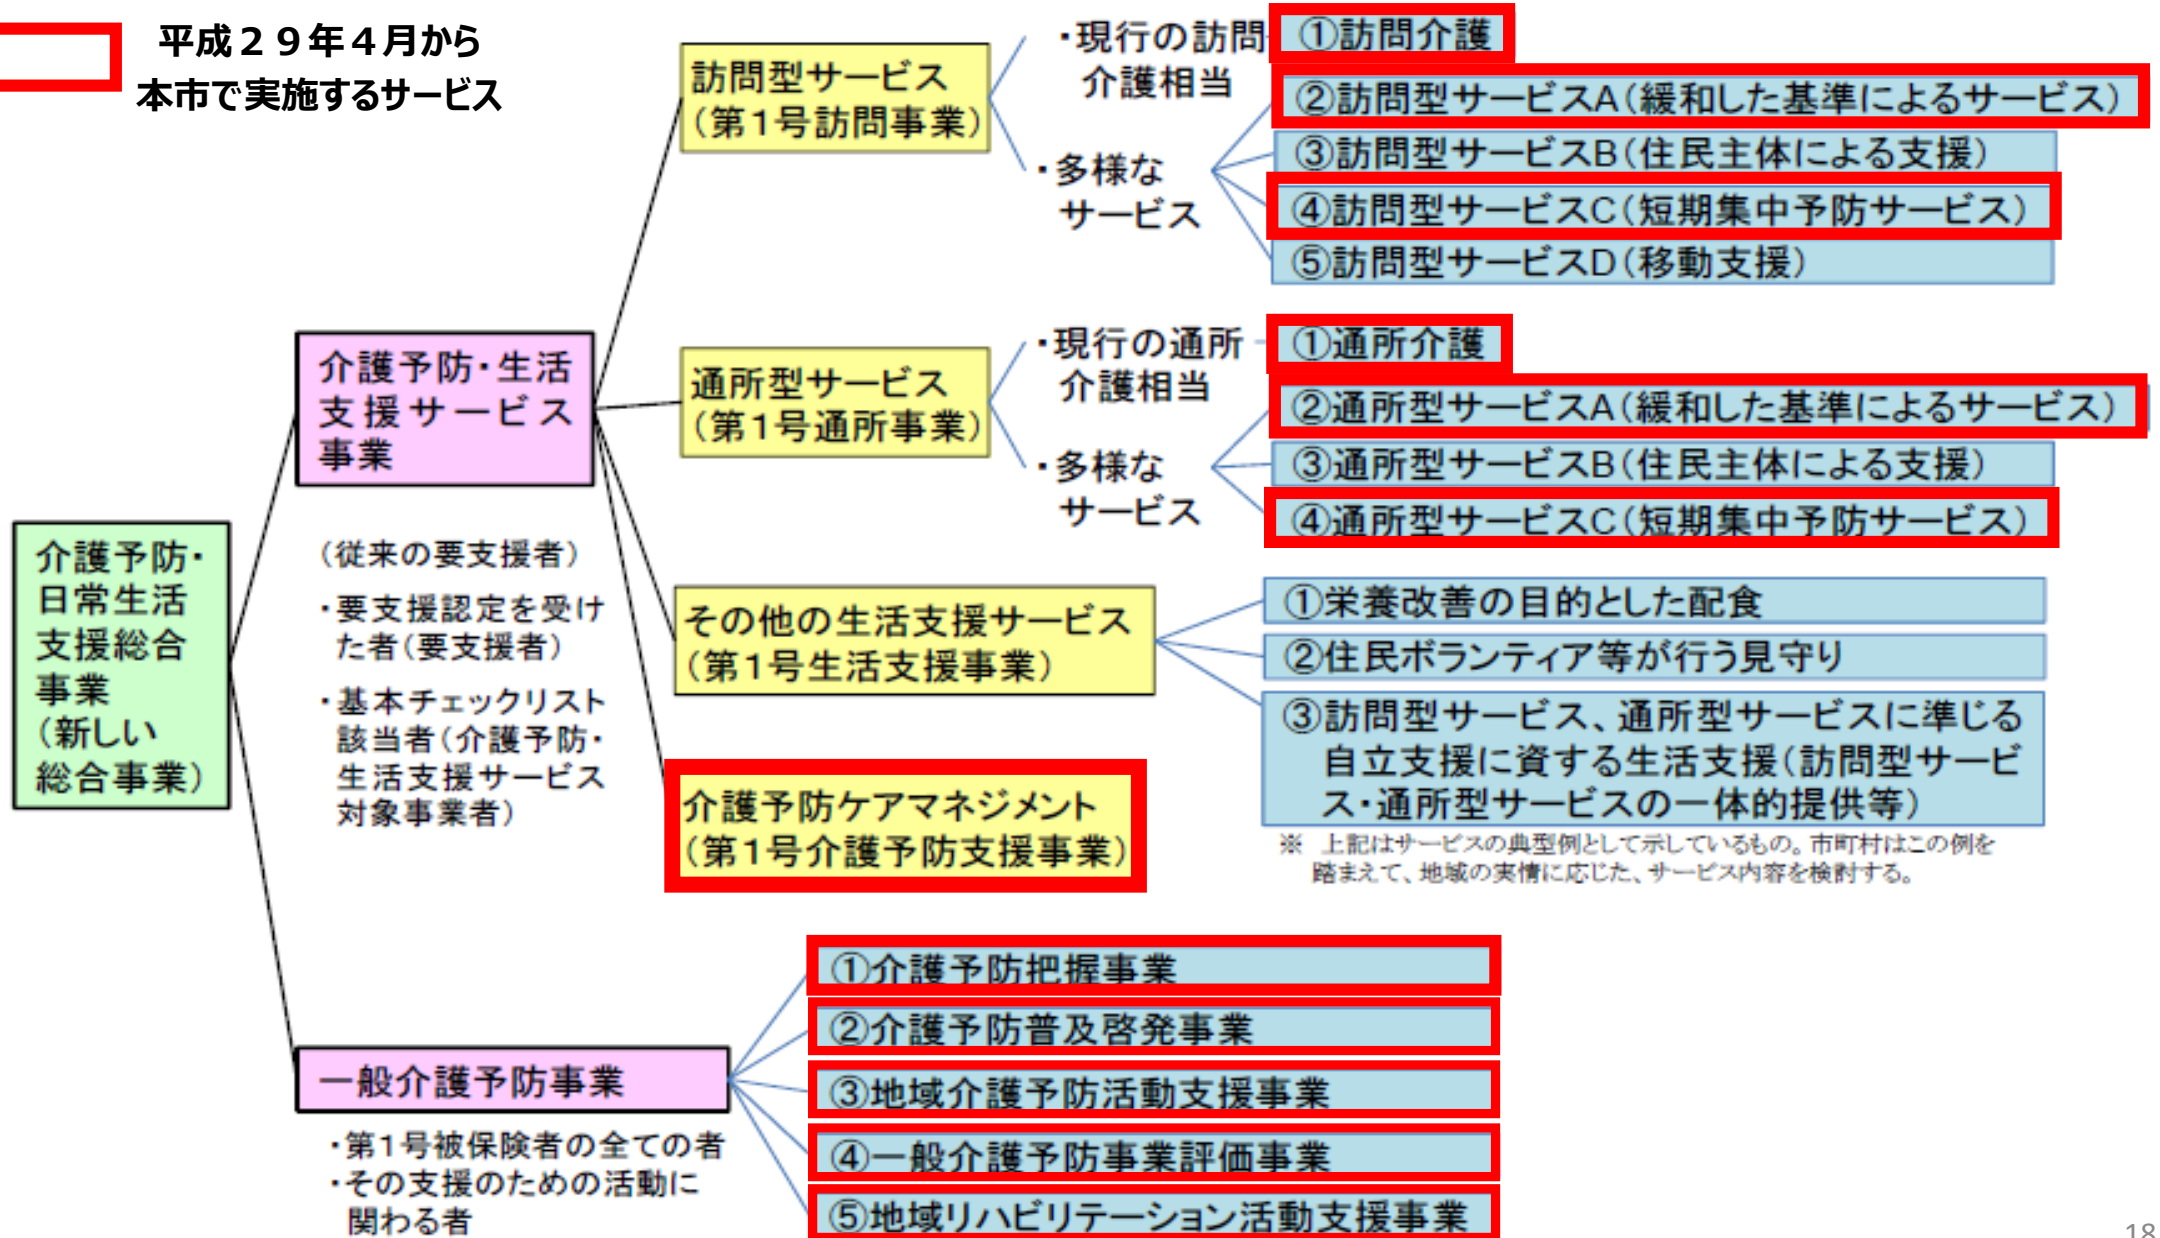 平成２９年４月から
本市で実施するサービス
訪問型サービス
（第１号訪問事業）
・現行の訪問
介護相当
・多様な
サービス
①訪問介護
②訪問型サービスA（緩和した基準によるサービス）
③訪問型サービスB（住民主体による支援）
④訪問型サービスC（短期集中予防サービス）
⑤訪問型サービスD（移動支援）
介護予防・生活
支援サービス
事業
通所型サービス
（第１号通所事業）
・現行の通所
介護相当
・多様な
サービス
①通所介護
②通所型サービスA（緩和した基準によるサービス）
③通所型サービスB（住民主体による支援）
④通所型サービスC（短期集中予防サービス）
介護予防・
日常生活
支援総合
事業
（新しい
総合事業）
（従来の要支援者）
・要支援認定を受け
た者（要支援者）
・基本チェックリスト
該当者（介護予防・
生活支援サービス
対象事業者）
その他の生活支援サービス
（第１号生活支援事業）
①栄養改善の目的とした配食
②住民ボランティア等が行う見守り
③訪問型サービス、通所型サービスに準じる
自立支援に資する生活支援（訪問型サービ
ス・通所型サービスの一体的提供等）
介護予防ケアマネジメント
（第１号介護予防支援事業）
※　上記はサービスの典型例として示しているもの。市町村はこの例を
踏まえて、地域の実情に応じた、サービス内容を検討する。
一般介護予防事業
・第１号被保険者の全ての者
・その支援のための活動に
関わる者
①介護予防把握事業
②介護予防普及啓発事業
③地域介護予防活動支援事業
④一般介護予防事業評価事業
⑤地域リハビリテーション活動支援事業
18